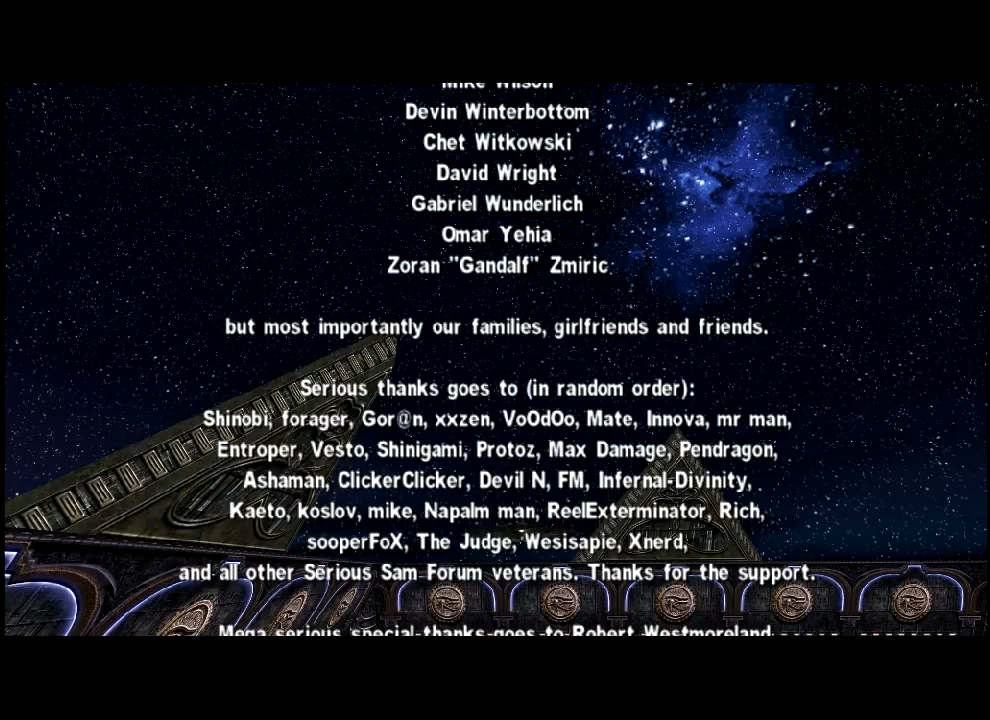 Mike Wilson
Devin Winterbottom
Chet Witkowski
David Wright
Gabriel Wunderlich
Omar Yehia
Zoran "Gandalf" Zmiric
but most importantly our families, girlfriends and friends.
Serious thanks goes to (in random order):
Shinobi, forager, Gor@n, xxzen, VoOdOo, Mate, Innova, mr man,
Entroper, Vesto, Shinigami, Protoz, Max Damage, Pendragon,
Ashaman, ClickerClicker, Devil N, FM, Infernal-Divinity,
Kaeto, koslov, mike, Napalm man, ReelExterminator, Rich,
sooperFoX, The Judge, Wesisapie, Xnerd,
and all other Serious Sam Forum veterans. Thanks for the support.
Mega serious special thanks goes to Robert Westmoreland